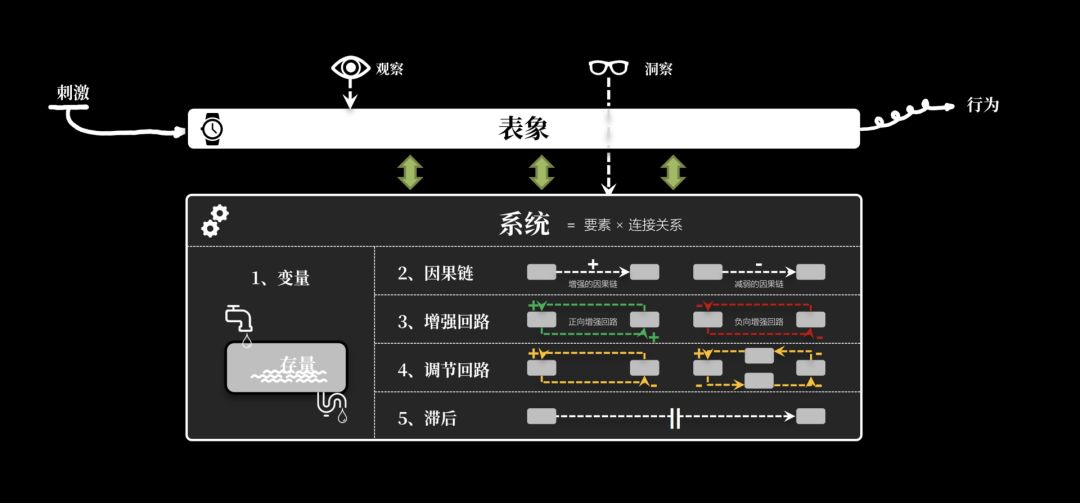 观察
洞察
刺激
行为
表象
系统 = 要素 × 连接关系
1、变量
存量
2、因果链
+
增强的因果链
-
减弱的因果链
3、增强回路
+
正向增强回路
+
-
负向增强回路
-
4、调节回路
+
-
+
-
-
-
5、滞后